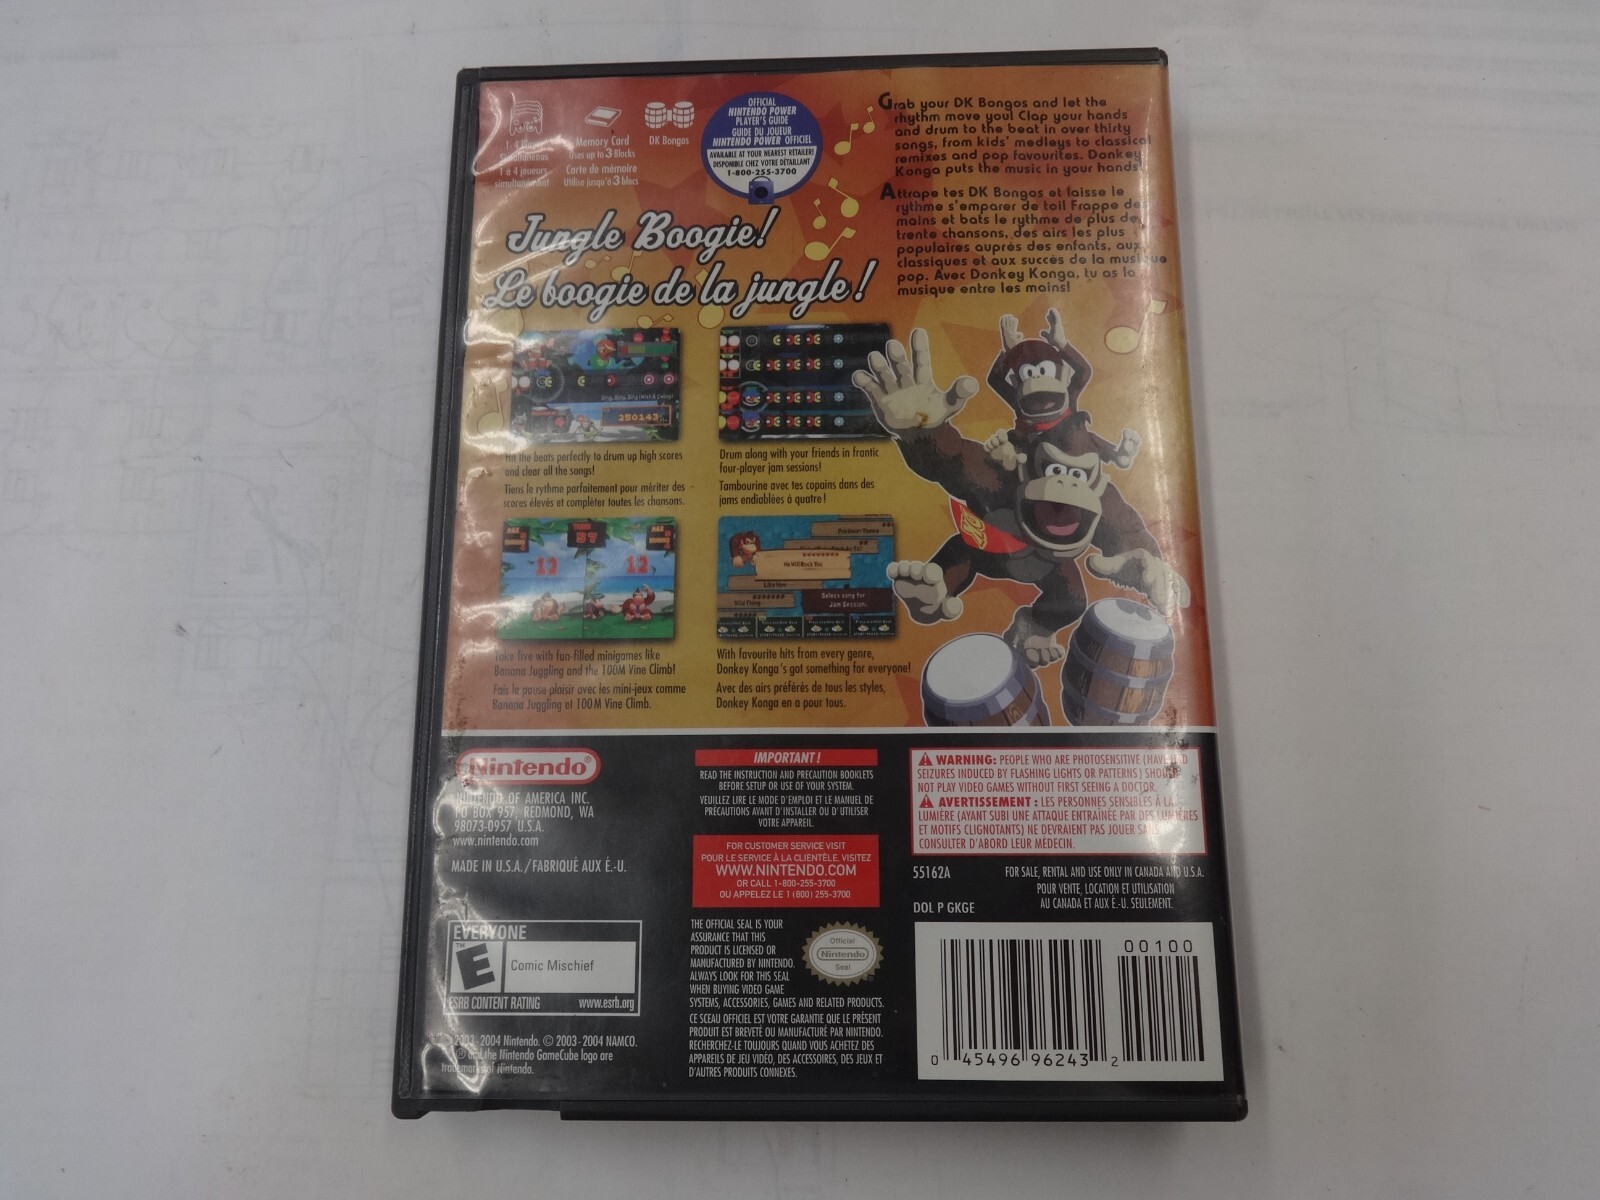 1-4 Players
Simultaneous
1 à 4 joueurs
simultanément
Memory Card
Uses up to 3 Blocks
Carte de mémoire
Utilise jusqu'à 3 blocs
DK Bongos
OFFICIAL
NINTENDO POWER
PLAYER'S GUIDE
GUIDE DU JOUEUR
NINTENDO POWER OFFICIEL
AVAILABLE AT YOUR NEAREST RETAILER!
DISPONIBLE CHEZ VOTRE DÉTAILLANT
1-800-255-3700
Grab your DK Bongos and let the
rhythm move you! Clap your hands
and drum to the beat in over thirty
songs, from kids' medleys to classical
remixes and pop favourites. Donkey
Konga puts the music in your hands!
Attrape tes DK Bongos et laisse le
rythme s'emparer de toi! Frappe des
mains et bats le rythme de plus de
trente chansons, des airs les plus
populaires auprès des enfants, aux
classiques et aux succès de la musique
pop. Avec Donkey Konga, tu as la
musique entre les mains!
Jungle Boogie!
Le boogie de la jungle!
250143
Hit the beats perfectly to drum up high scores
and clear all the songs!
Tiens le rythme parfaitement pour mériter des
scores élevés et compléter toutes les chansons.
Drum along with your friends in frantic
four-player jam sessions!
Tambourine avec tes copains dans des
jams endiablées à quatre!
57
12
12
Pokémon Theme
We Will Rock You
Like Wow
Wild Thing
Select song for
Jam Session.
Take five with fun-filled minigames like
Banana Juggling and the 100M Vine Climb!
Fais la pause plaisir avec les mini-jeux comme
Banana Juggling et 100M Vine Climb.
With favourite hits from every genre,
Donkey Konga's got something for everyone!
Avec des airs préférés de tous les styles,
Donkey Konga en a pour tous.
Nintendo®
NINTENDO OF AMERICA INC.
PO BOX 957, REDMOND, WA
98073-0957 U.S.A.
www.nintendo.com
MADE IN U.S.A./FABRIQUÉ AUX É.-U.
IMPORTANT!
READ THE INSTRUCTION AND PRECAUTION BOOKLETS
BEFORE SETUP OR USE OF YOUR SYSTEM.
VEUILLEZ LIRE LE MODE D'EMPLOI ET LE MANUEL DE
PRÉCAUTIONS AVANT D'INSTALLER OU D'UTILISER
VOTRE APPAREIL.
FOR CUSTOMER SERVICE VISIT
POUR LE SERVICE À LA CLIENTÈLE, VISITEZ
WWW.NINTENDO.COM
OR CALL 1-800-255-3700
OU APPELEZ LE 1 (800) 255-3700
WARNING: PEOPLE WHO ARE PHOTOSENSITIVE (HAVE HAD
SEIZURES INDUCED BY FLASHING LIGHTS OR PATTERNS) SHOULD
NOT PLAY VIDEO GAMES WITHOUT FIRST SEEING A DOCTOR.
AVERTISSEMENT : LES PERSONNES SENSIBLES À LA
LUMIÈRE (AYANT SUBI UNE ATTAQUE ENTRAÎNÉE PAR DES LUMIÈRES
ET MOTIFS CLIGNOTANTS) NE DEVRAIENT PAS JOUER SANS
CONSULTER D'ABORD LEUR MÉDECIN.
55162A
FOR SALE, RENTAL AND USE ONLY IN CANADA AND U.S.A.
POUR VENTE, LOCATION ET UTILISATION
AU CANADA ET AUX É.-U. SEULEMENT.
DOL P GKGE
EVERYONE
E
TM
Comic Mischief
ESRB CONTENT RATING www.esrb.org
2003-2004 Nintendo. © 2003-2004 NAMCO.
® and the Nintendo GameCube logo are
trademarks of Nintendo.
THE OFFICIAL SEAL IS YOUR
ASSURANCE THAT THIS
PRODUCT IS LICENSED OR
MANUFACTURED BY NINTENDO.
ALWAYS LOOK FOR THIS SEAL
WHEN BUYING VIDEO GAME
SYSTEMS, ACCESSORIES, GAMES AND RELATED PRODUCTS.
CE SCEAU OFFICIEL EST VOTRE GARANTIE QUE LE PRÉSENT
PRODUIT EST BREVETÉ OU MANUFACTURÉ PAR NINTENDO.
RECHERCHEZ-LE TOUJOURS QUAND VOUS ACHETEZ DES
APPAREILS DE JEU VIDÉO, DES ACCESSOIRES, DES JEUX ET
D'AUTRES PRODUITS CONNEXES.
Official
Nintendo
Seal
00100
0 45496 96243 2